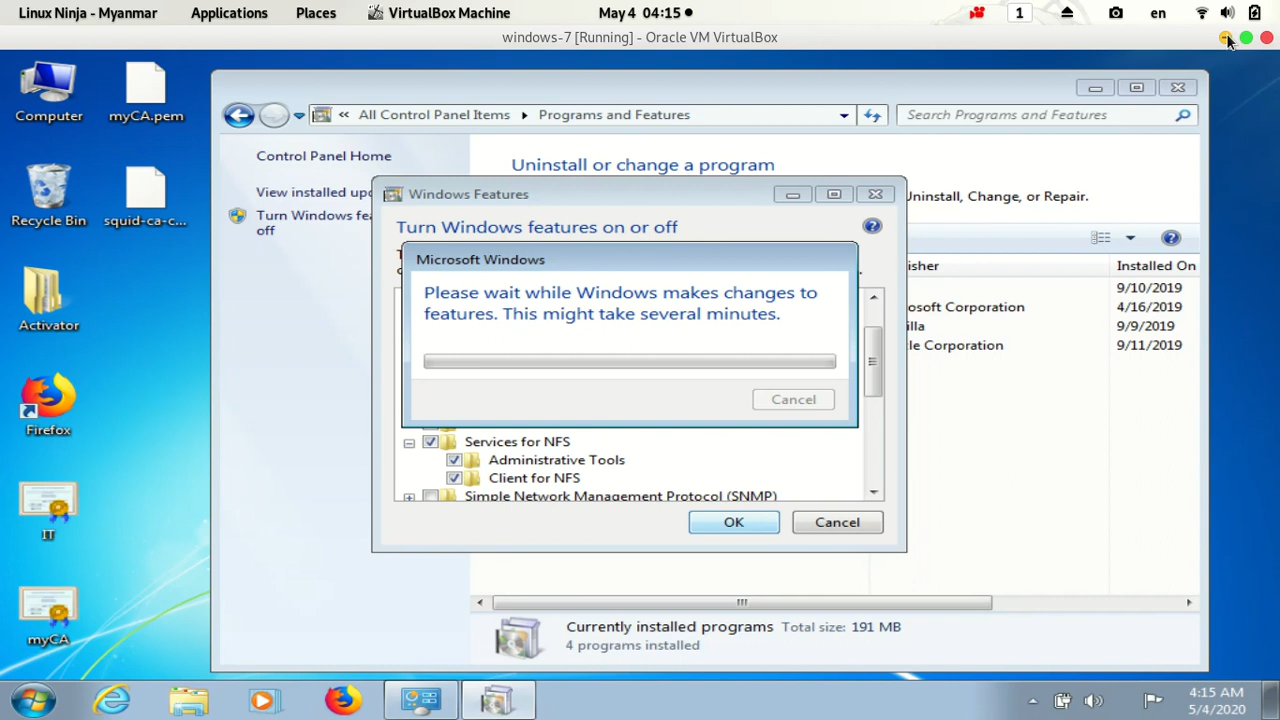 Linux Ninja - Myanmar Applications Places VirtualBox Machine May 4 04:15 1 en
windows-7 [Running] - Oracle VM VirtualBox
Computer
myCA.pem
Recycle Bin
squid-ca-c...
Activator
Firefox
IT
myCA
« All Control Panel Items Programs and Features
Search Programs and Features
Control Panel Home
View installed upd
Turn Windows fea
off
Uninstall or change a program
Uninstall, Change, or Repair.
isher Installed On
9/10/2019
soft Corporation 4/16/2019
illa 9/9/2019
cle Corporation 9/11/2019
Windows Features
Turn Windows features on or off
Microsoft Windows
Please wait while Windows makes changes to
features. This might take several minutes.
Cancel
Services for NFS
Administrative Tools
Client for NFS
Simple Network Management Protocol (SNMP)
OK Cancel
Currently installed programs Total size: 191 MB
4 programs installed
4:15 AM
5/4/2020